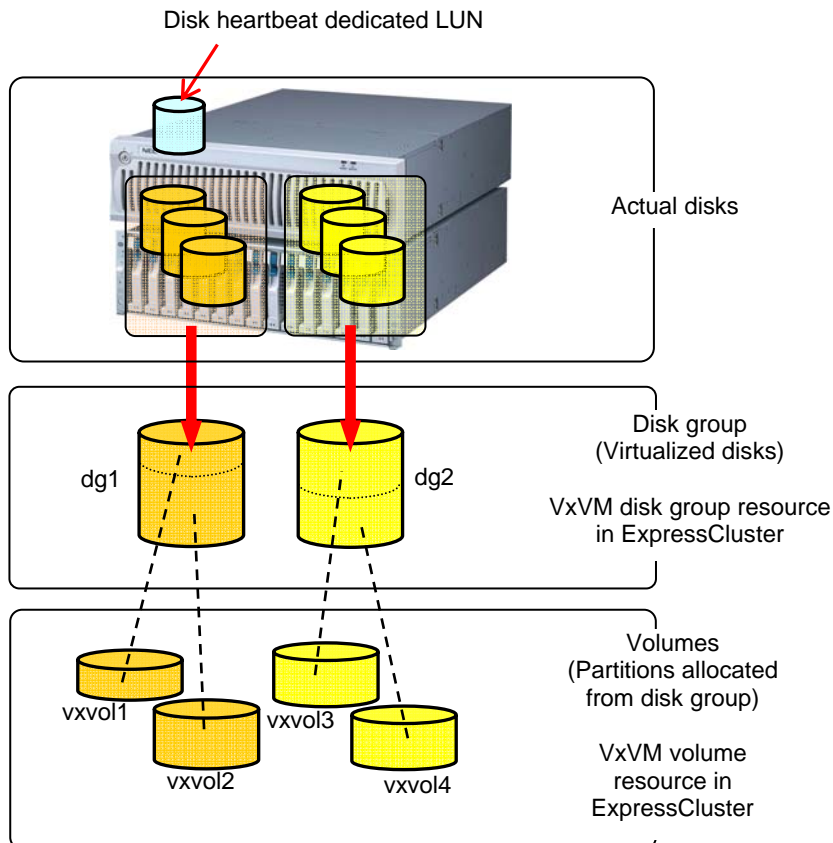 Disk heartbeat dedicated LUN
NEC
Actual disks
Disk group
(Virtualized disks)
dg1
dg2
VxVM disk group resource
in ExpressCluster
Volumes
(Partitions allocated
from disk group)
vxvol1
vxvol3
vxvol2
vxvol4
VxVM volume
resource in
ExpressCluster